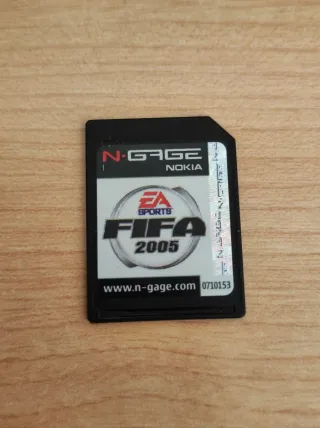 N-GAGE
NOKIA
EA
SPORTS
FIFA
2005
www.n-gage.com
0710153